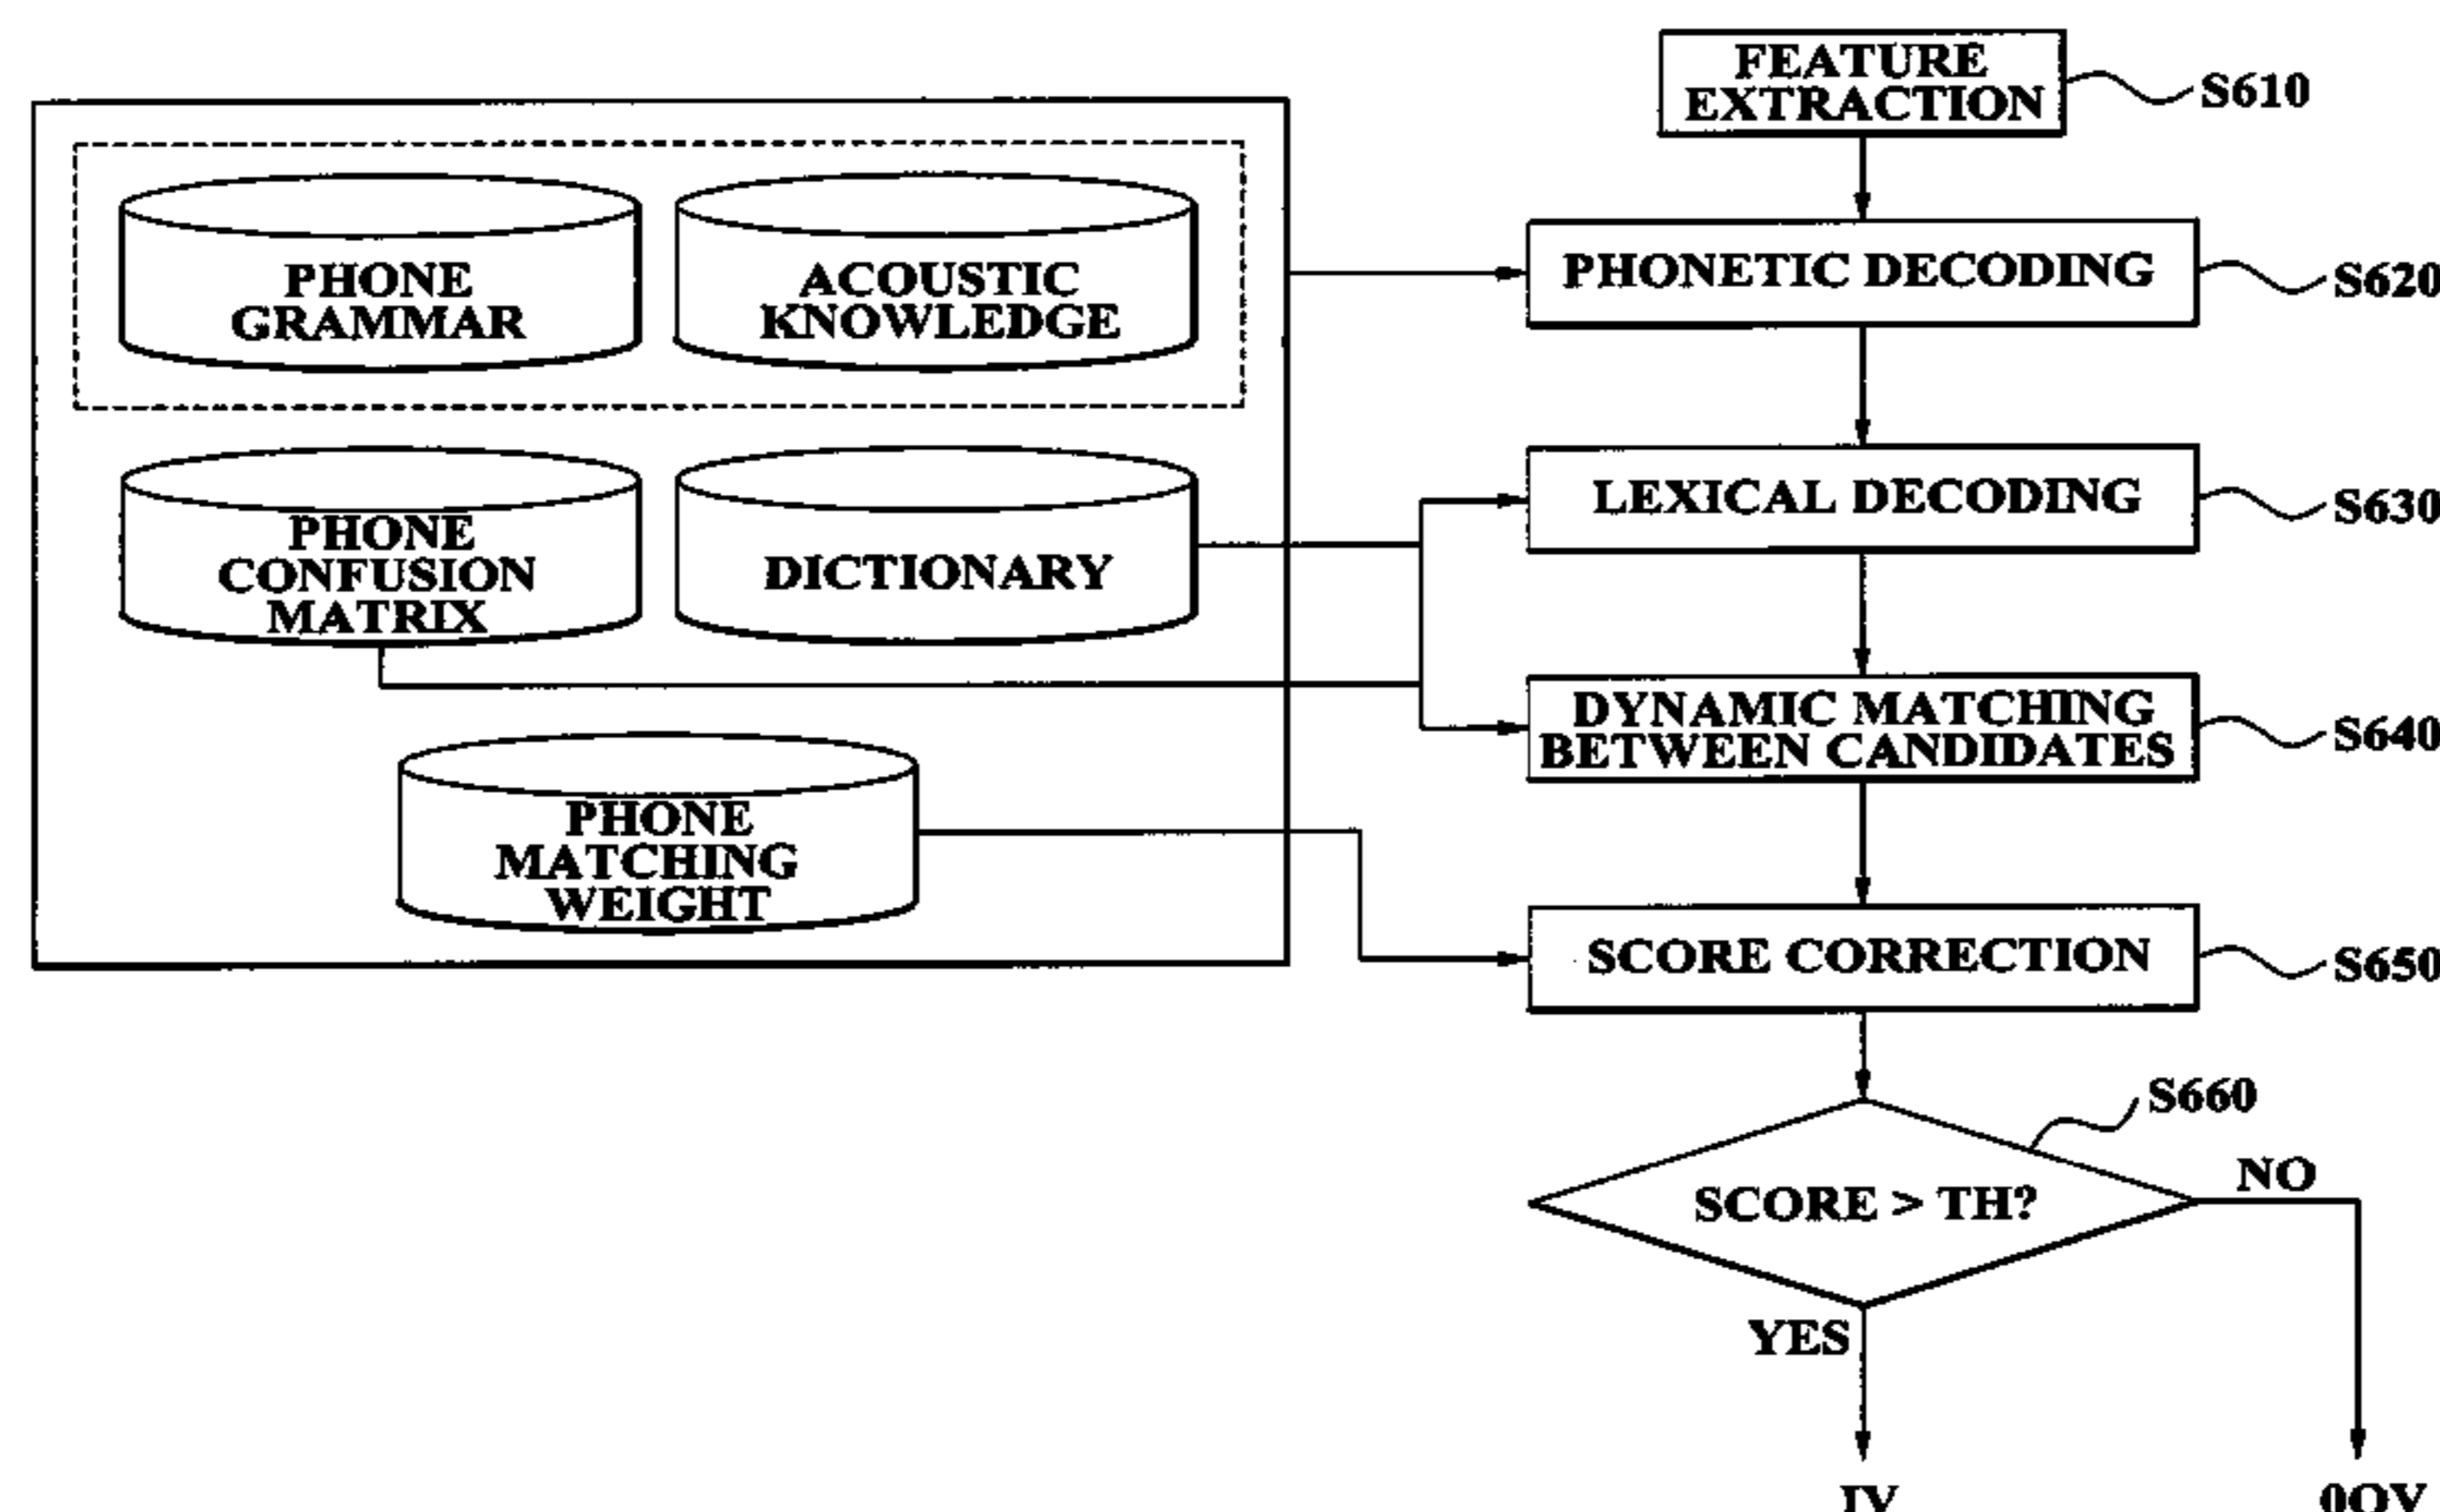 FEATURE
EXTRACTION
S610
PHONE
GRAMMAR
ACOUSTIC
KNOWLEDGE
PHONETIC DECODING
S620
PHONE
CONFUSION
MATRIX
DICTIONARY
LEXICAL DECODING
S630
DYNAMIC MATCHING
BETWEEN CANDIDATES
S640
PHONE
MATCHING
WEIGHT
SCORE CORRECTION
S650
S660
SCORE > TH?
NO
YES
IV
OOV